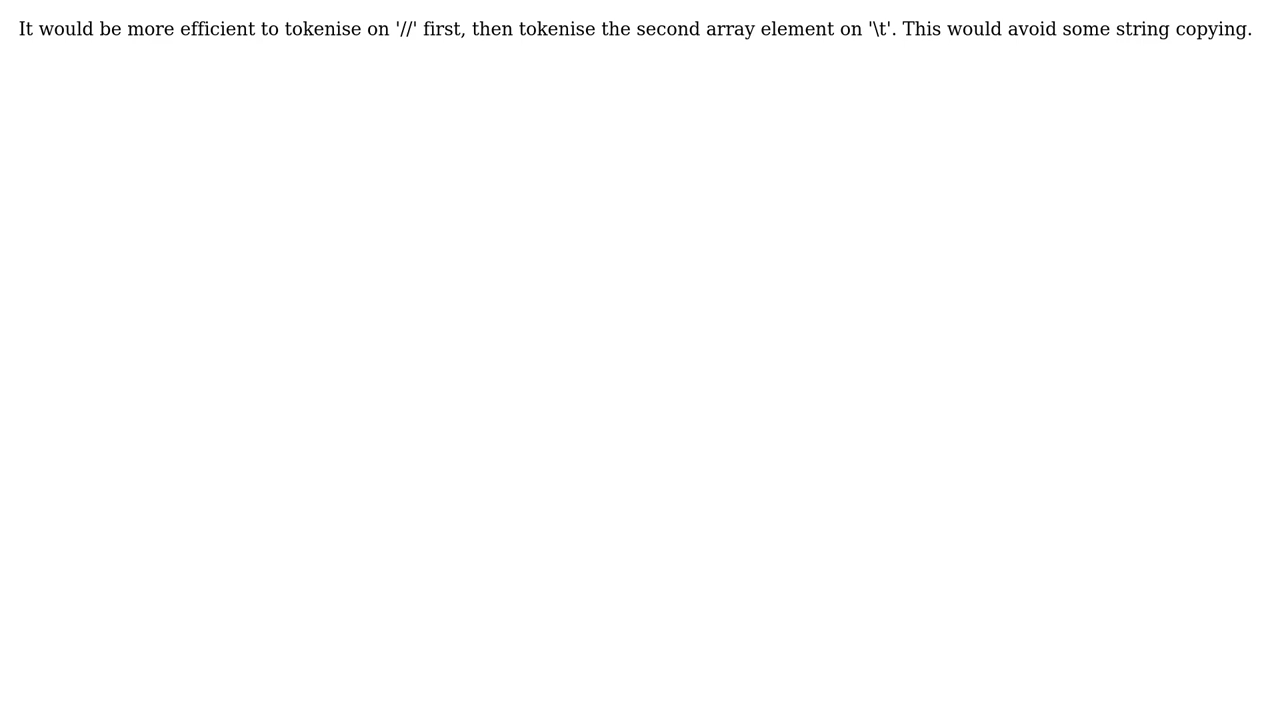 It would be more efficient to tokenise on '//' first, then tokenise the second array element on '\t'. This would avoid some string copying.